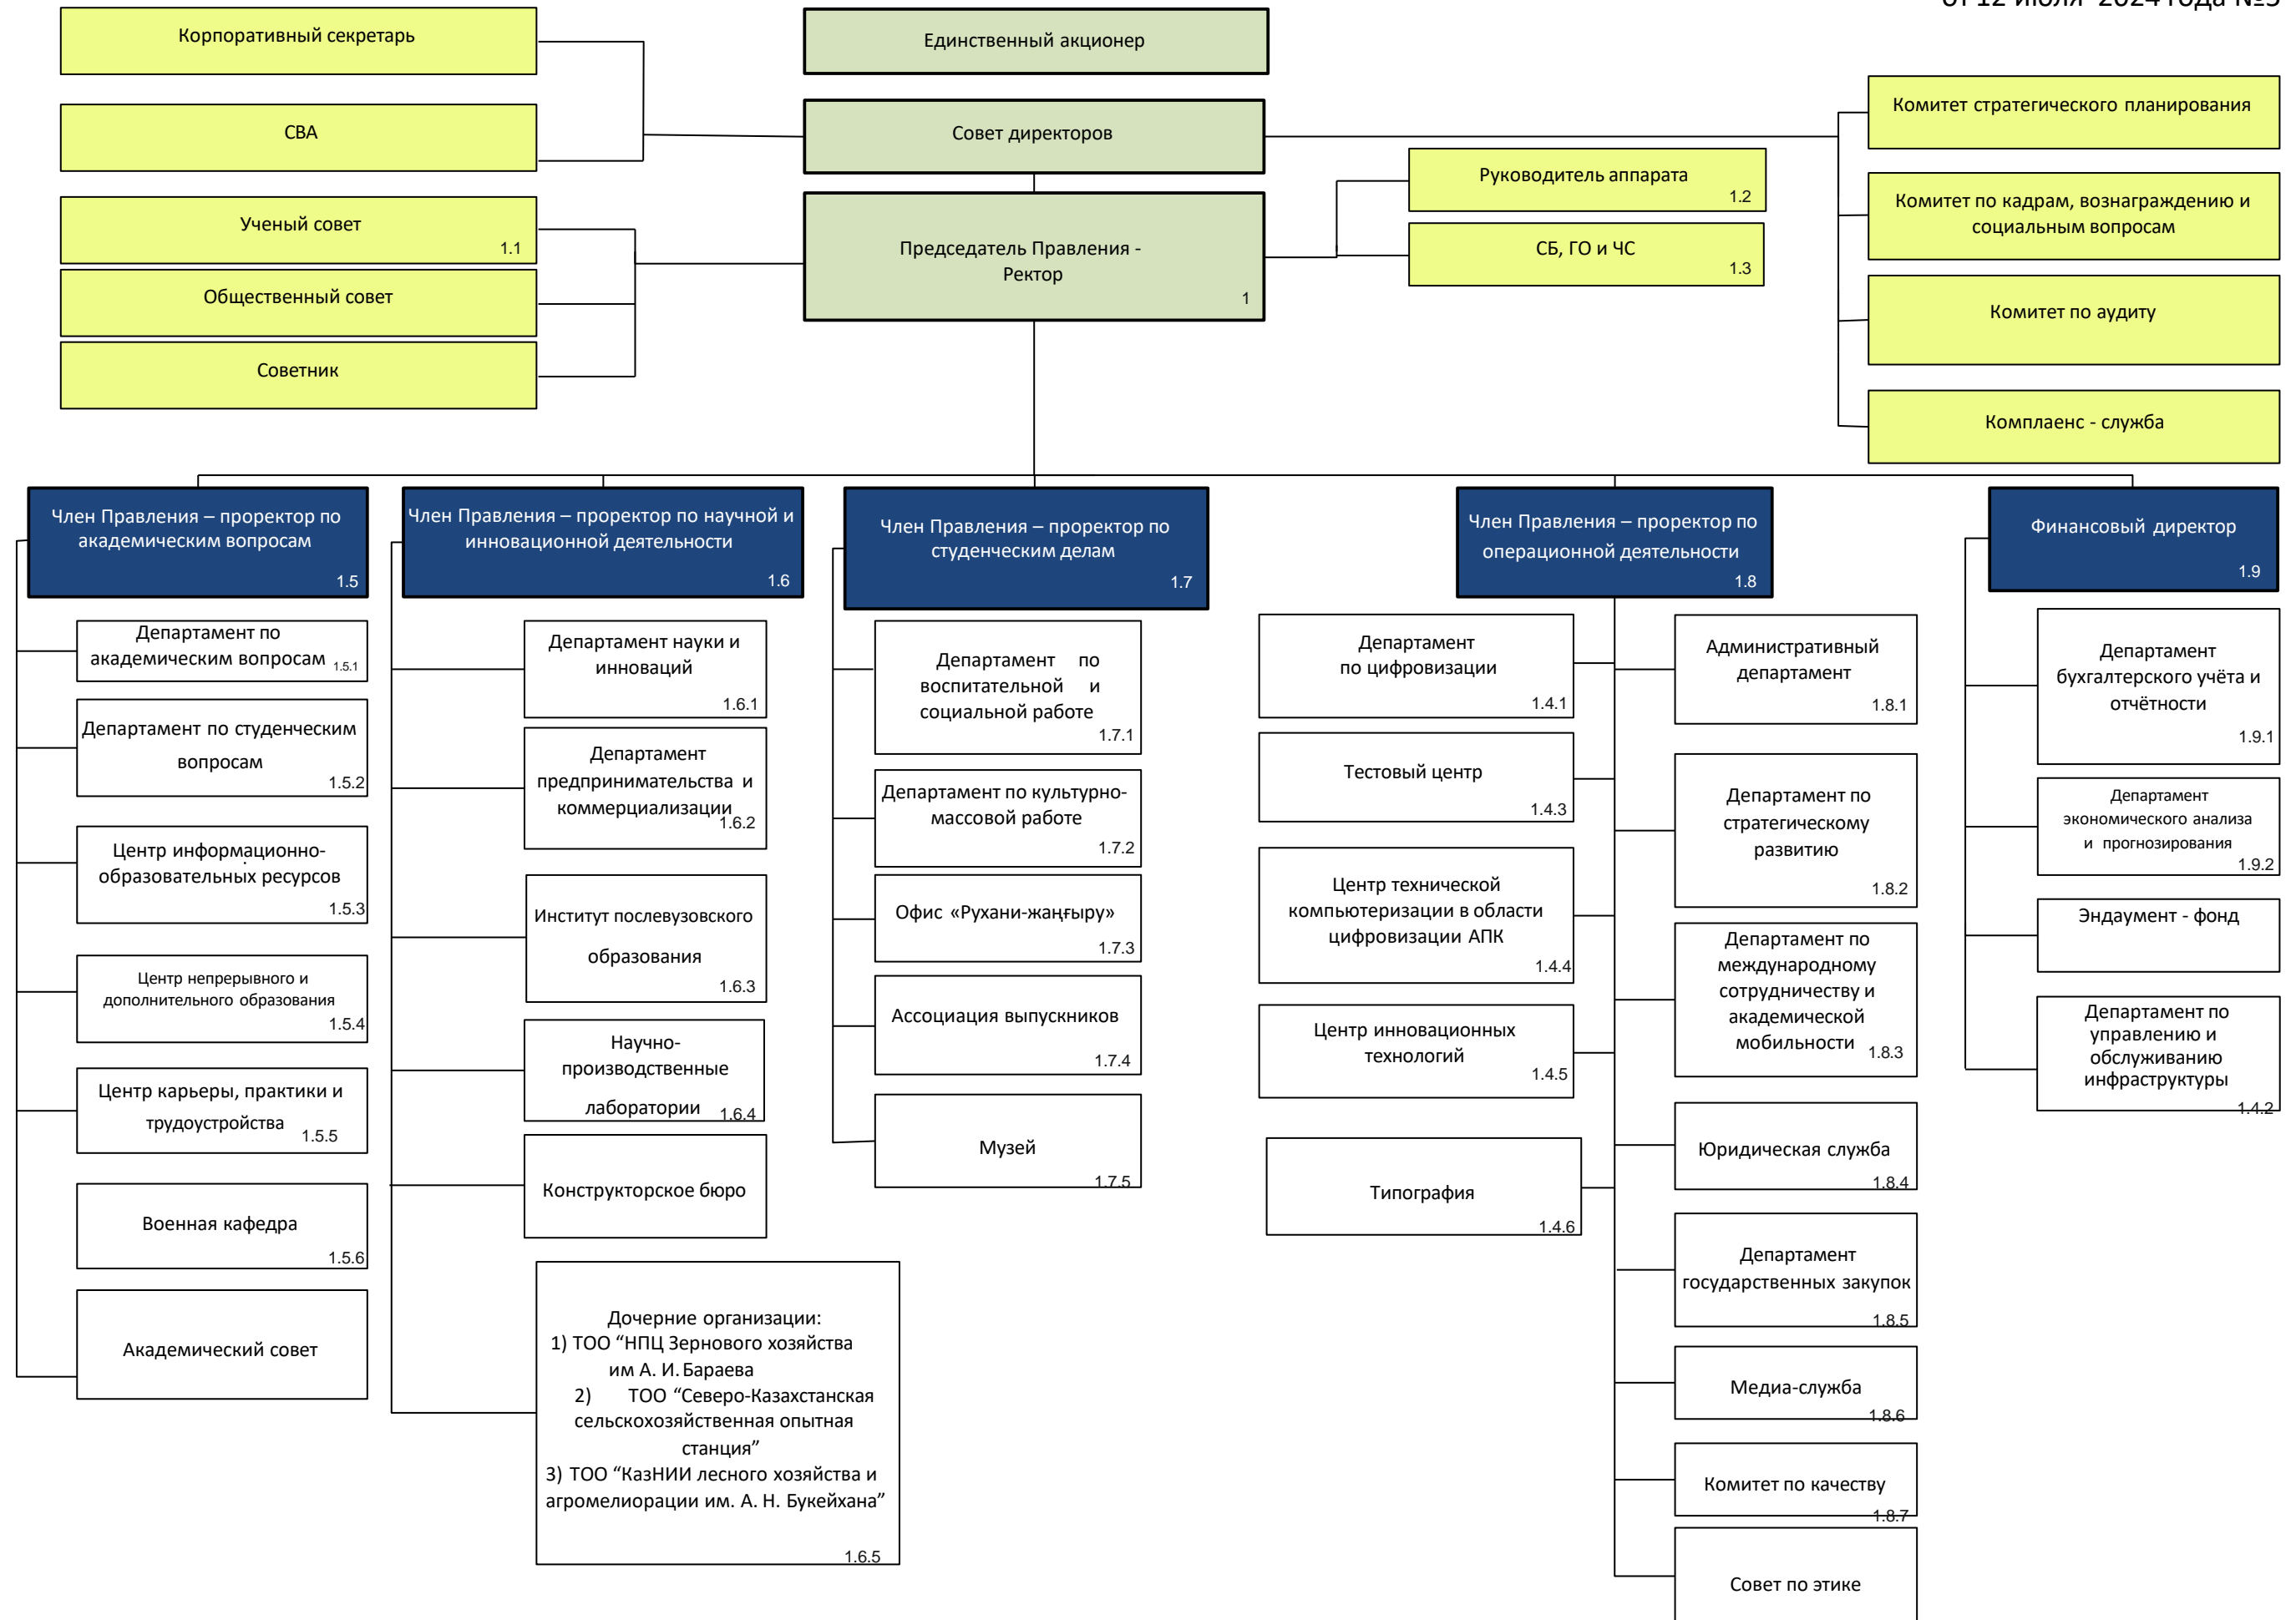 от 12 июля 2024 года №5
Корпоративный секретарь
Единственный акционер
СВА
Совет директоров
Комитет стратегического планирования
Руководитель аппарата
1.2
Ученый совет
1.1
Комитет по кадрам, вознаграждению и
социальным вопросам
Председатель Правления -
Ректор
1
СБ, ГО и ЧС
1.3
Общественный совет
Комитет по аудиту
Советник
Комплаенс - служба
Член Правления – проректор по
академическим вопросам
1.5
Член Правления – проректор по научной и
инновационной деятельности
1.6
Член Правления – проректор по
студенческим делам
1.7
Член Правления – проректор по
операционной деятельности
1.8
Финансовый директор
1.9
Департамент по
академическим вопросам 1.5.1
Департамент по студенческим
вопросам
1.5.2
Центр информационно-
образовательных ресурсов
1.5.3
Центр непрерывного и
дополнительного образования
1.5.4
Центр карьеры, практики и
трудоустройства 1.5.5
Военная кафедра
1.5.6
Академический совет
Департамент науки и
инноваций
1.6.1
Департамент
предпринимательства и
коммерциализации
1.6.2
Институт послевузовского
образования
1.6.3
Научно-
производственные
лаборатории 1.6.4
Конструкторское бюро
Дочерние организации:
1) ТОО “НПЦ Зернового хозяйства
им А. И. Бараева
2) ТОО “Северо-Казахстанская
сельскохозяйственная опытная
станция”
3) ТОО “КазНИИ лесного хозяйства и
агромелиорации им. А. Н. Букейхана”
1.6.5
Департамент по
воспитательной и
социальной работе
1.7.1
Департамент по культурно-
массовой работе
1.7.2
Офис «Рухани-жаңғыру»
1.7.3
Ассоциация выпускников
1.7.4
Музей
1.7.5
Департамент
по цифровизации
1.4.1
Тестовый центр
1.4.3
Центр технической
компьютеризации в области
цифровизации АПК
1.4.4
Центр инновационных
технологий
1.4.5
Типография
1.4.6
Административный
департамент
1.8.1
Департамент по
стратегическому
развитию
1.8.2
Департамент по
международному
сотрудничеству и
академической
мобильности 1.8.3
Юридическая служба
1.8.4
Департамент
государственных закупок
1.8.5
Медиа-служба
1.8.6
Комитет по качеству
1.8.7
Совет по этике
Департамент
бухгалтерского учёта и
отчётности
1.9.1
Департамент
экономического анализа
и прогнозирования
1.9.2
Эндаумент - фонд
Департамент по
управлению и
обслуживанию
инфраструктуры
1.4.2